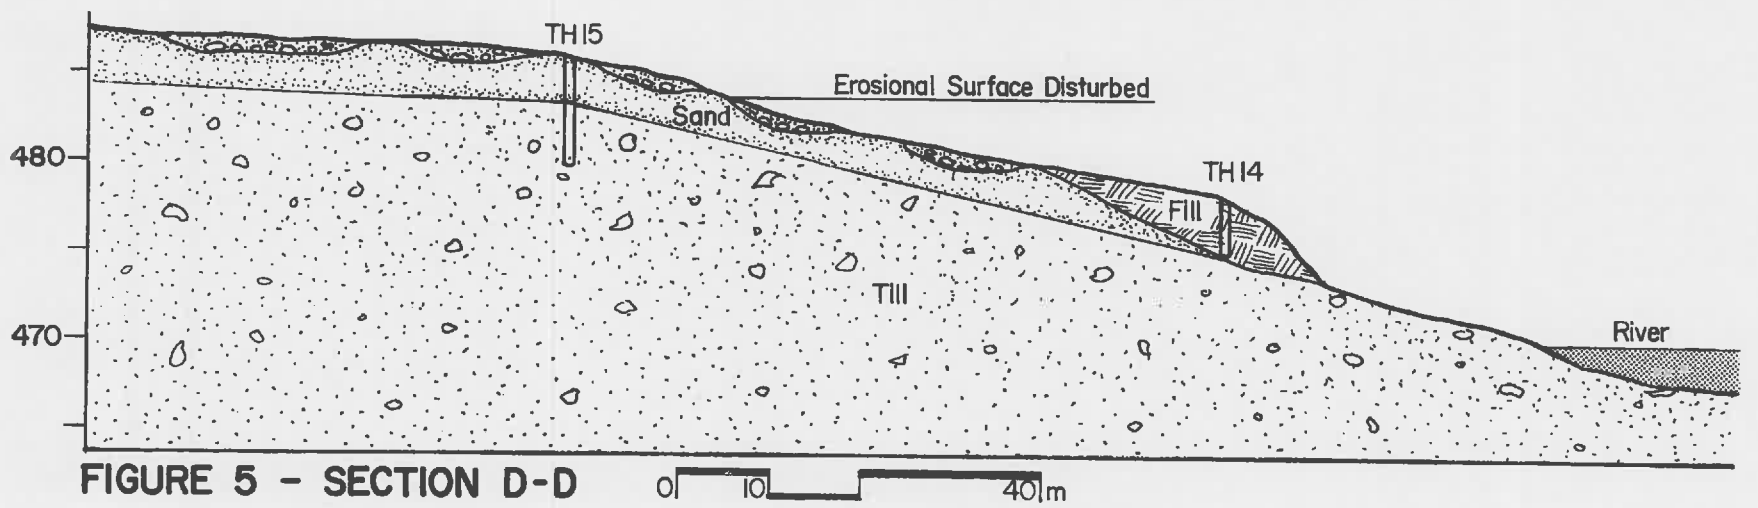 TH15
Erosional Surface Disturbed
Sand
480
TH14
Fill
Till
470
River
FIGURE 5 - SECTION D-D
0 10 40 m